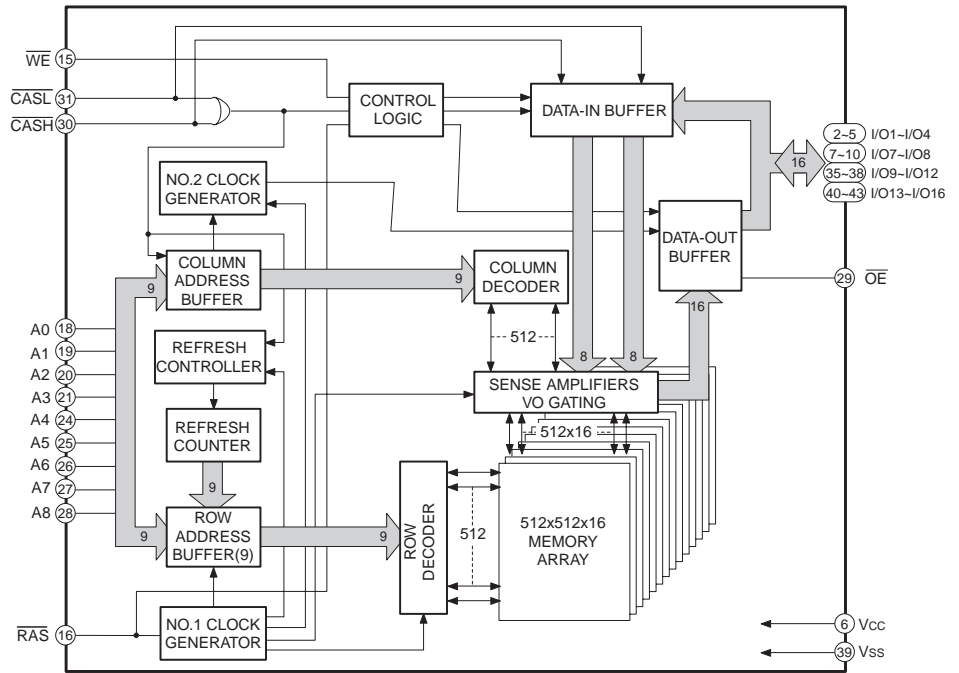 WE 15
CASL 31
CASH 30
CONTROL
LOGIC
DATA-IN BUFFER
16
2~5 I/O1~I/O4
7~10 I/O7~I/O8
35~38 I/O9~I/O12
40~43 I/O13~I/O16
NO.2 CLOCK
GENERATOR
DATA-OUT
BUFFER
29 OE
COLUMN
ADDRESS
BUFFER
9
9
COLUMN
DECODER
16
A0 18
A1 19
A2 20
A3 21
A4 24
A5 25
A6 26
A7 27
A8 28
REFRESH
CONTROLLER
512
8
8
SENSE AMPLIFIERS
VO GATING
REFRESH
COUNTER
512x16
9
9
ROW
ADDRESS
BUFFER(9)
9
ROW
DECODER
512
512x512x16
MEMORY
ARRAY
RAS 16
NO.1 CLOCK
GENERATOR
6 Vcc
39 Vss